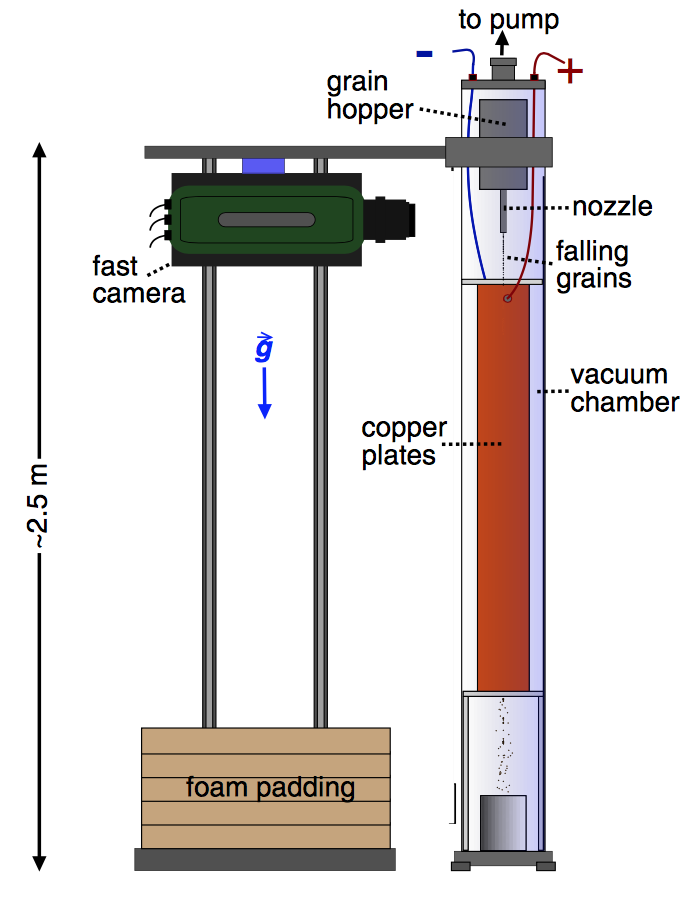 to pump
-
+
grain
hopper
nozzle
falling
grains
fast
camera
g
vacuum
chamber
copper
plates
~2.5 m
foam padding